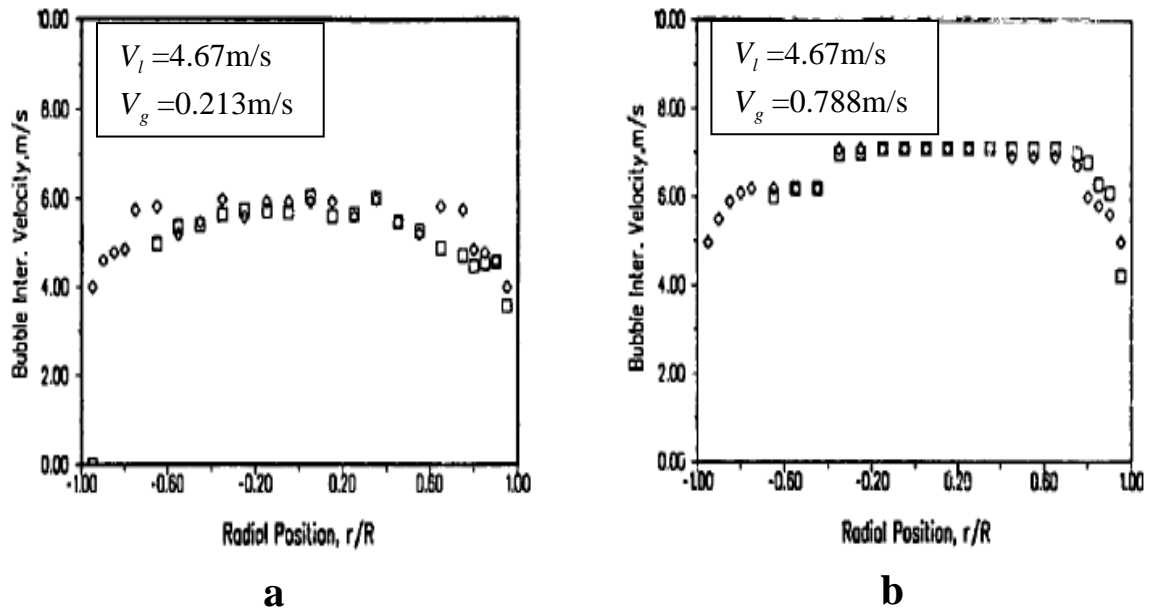 10.00
8.00
6.00
4.00
2.00
0.00
Bubble Inter. Velocity,m/s
V_l =4.67m/s
V_g =0.213m/s
-1.00 -0.60 -0.20 0.20 0.60 1.00
Radial Position, r/R
a
10.00
8.00
6.00
4.00
2.00
0.00
Bubble Inter. Velocity,m/s
V_l =4.67m/s
V_g =0.788m/s
-1.00 -0.60 -0.20 0.20 0.60 1.00
Radial Position, r/R
b